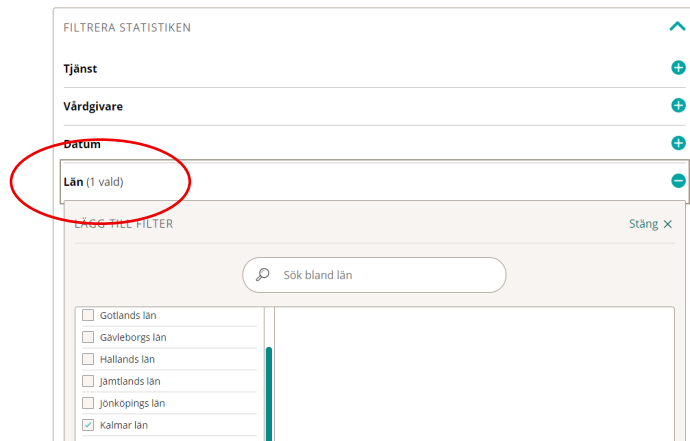 FILTRERA STATISTIKEN
Tjänst
Vårdgivare
Datum
Län (1 vald)
LÄGG TILL FILTER
Stäng ×
Sök bland län
Gotlands län
Gävleborgs län
Hallands län
Jämtlands län
Jönköpings län
Kalmar län